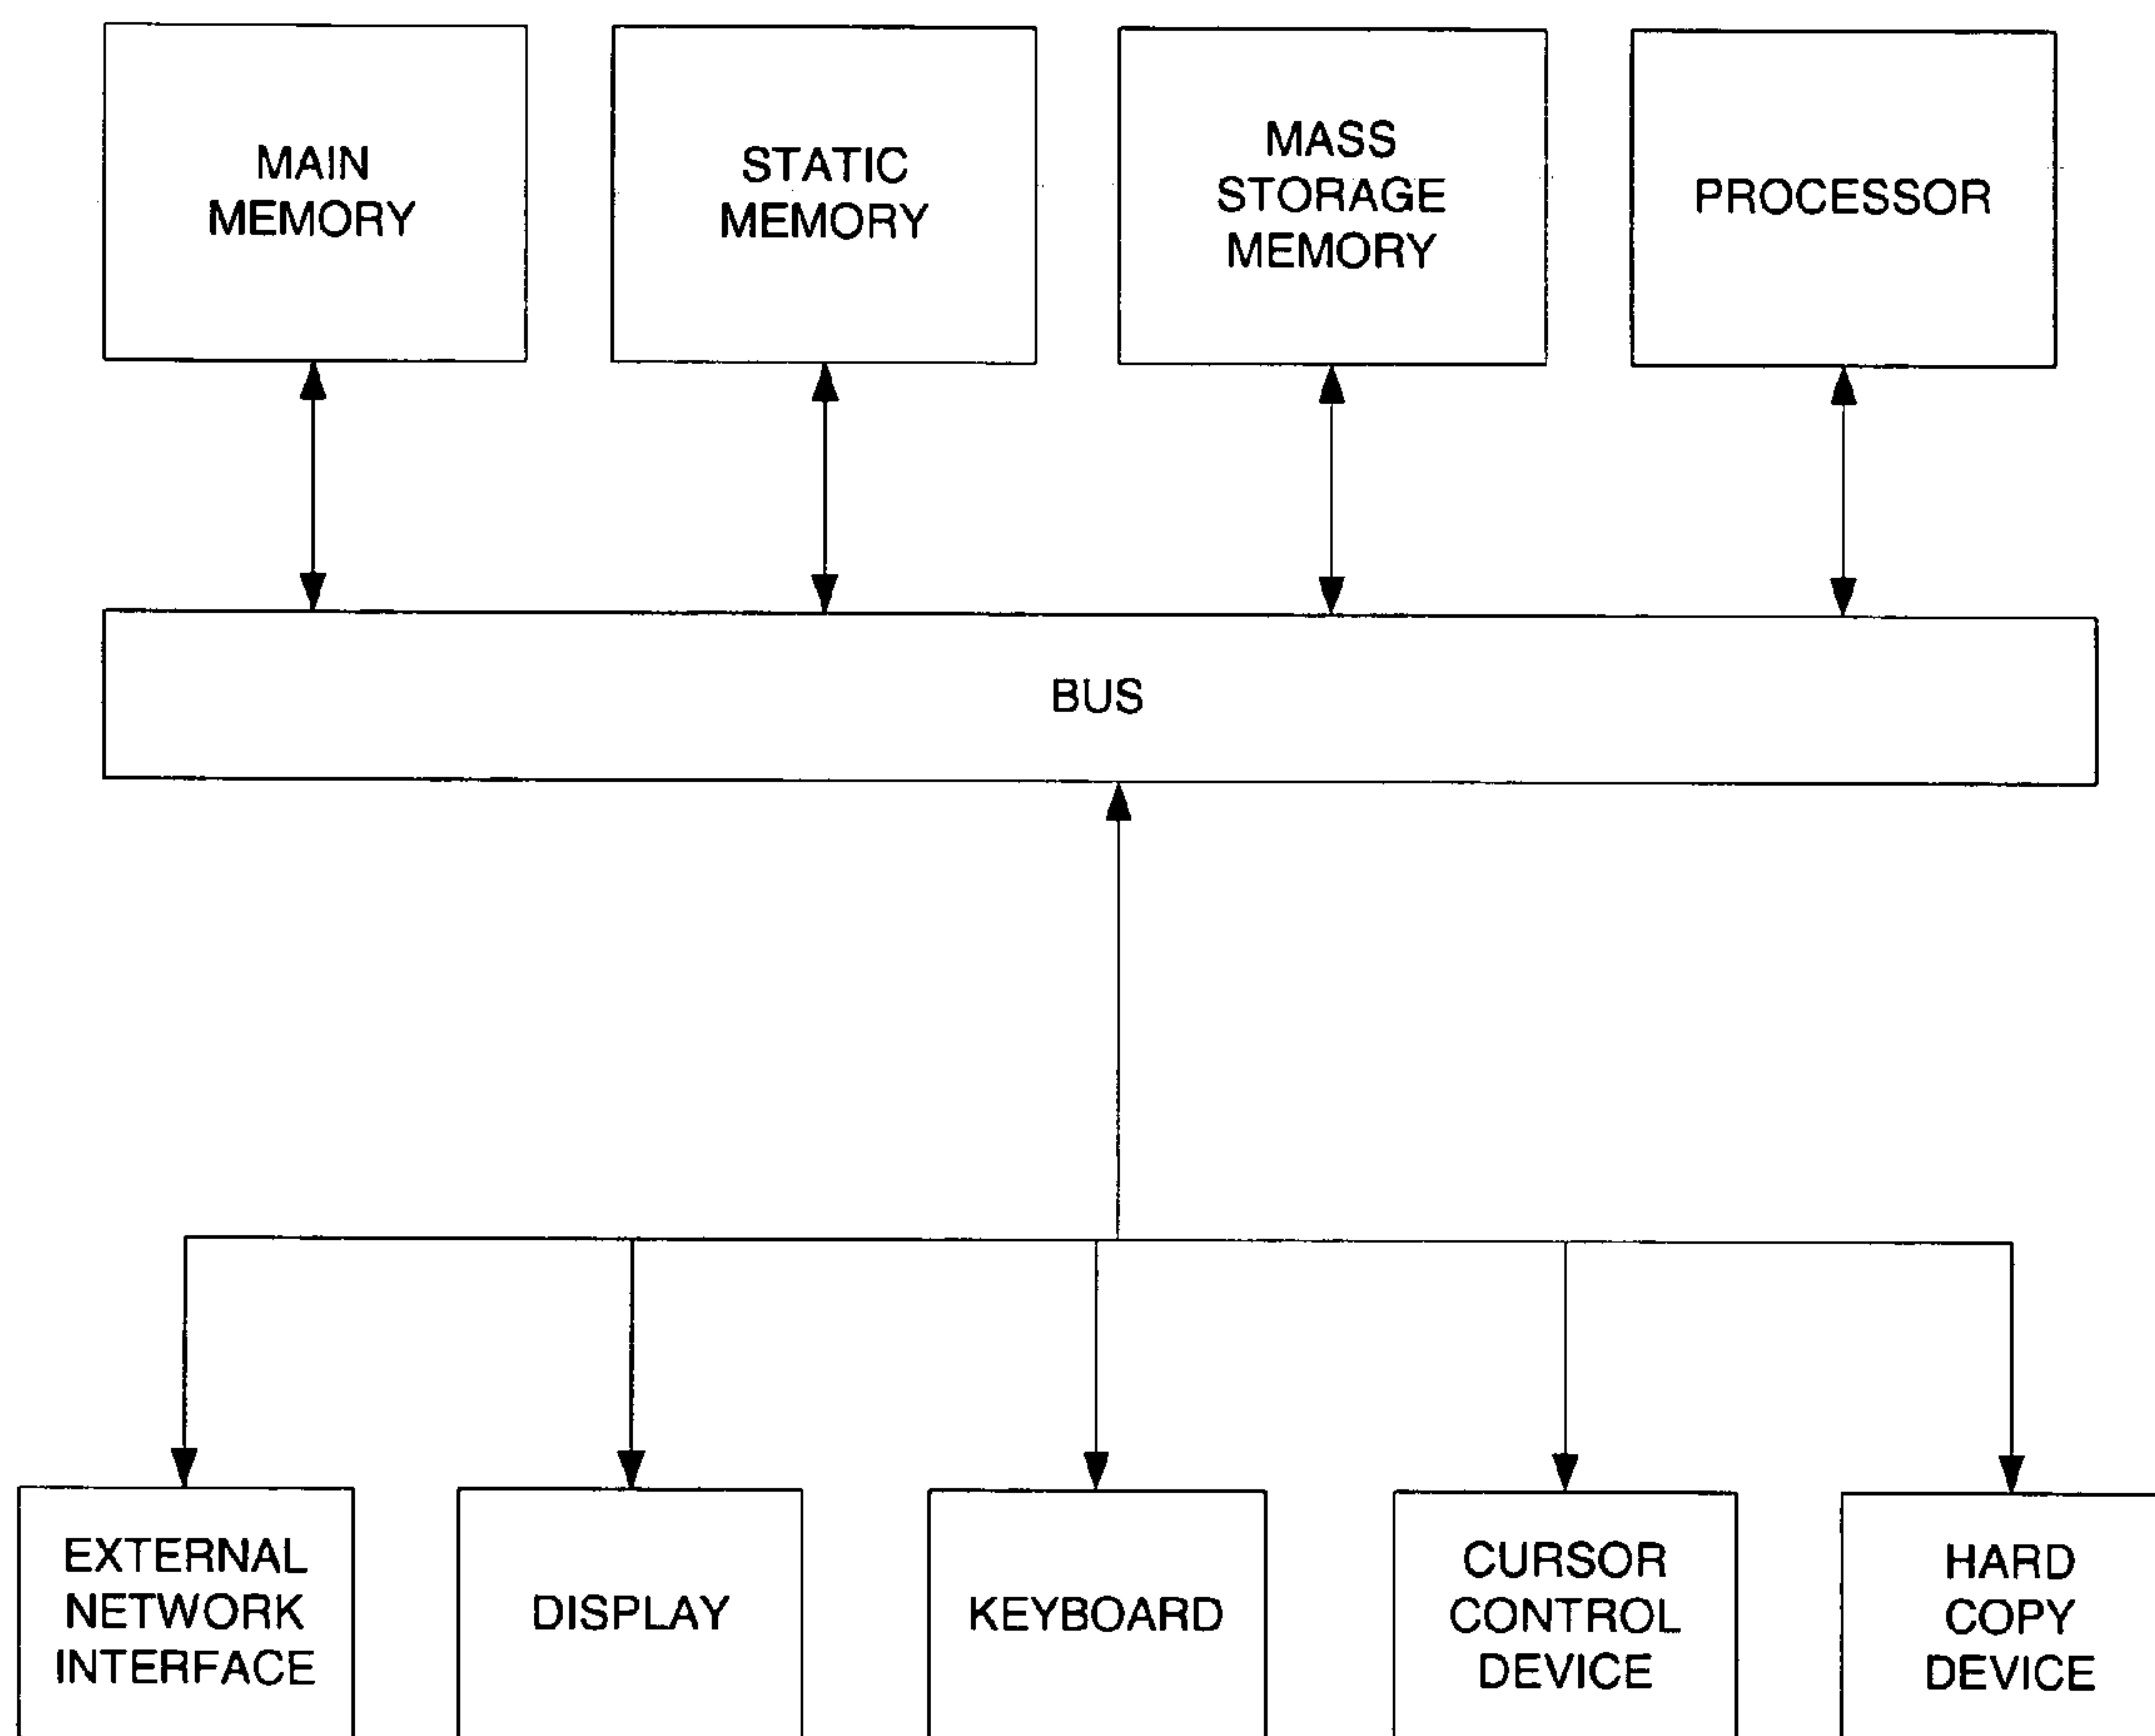 MAIN
MEMORY
STATIC
MEMORY
MASS
STORAGE
MEMORY
PROCESSOR
BUS
EXTERNAL
NETWORK
INTERFACE
DISPLAY
KEYBOARD
CURSOR
CONTROL
DEVICE
HARD
COPY
DEVICE